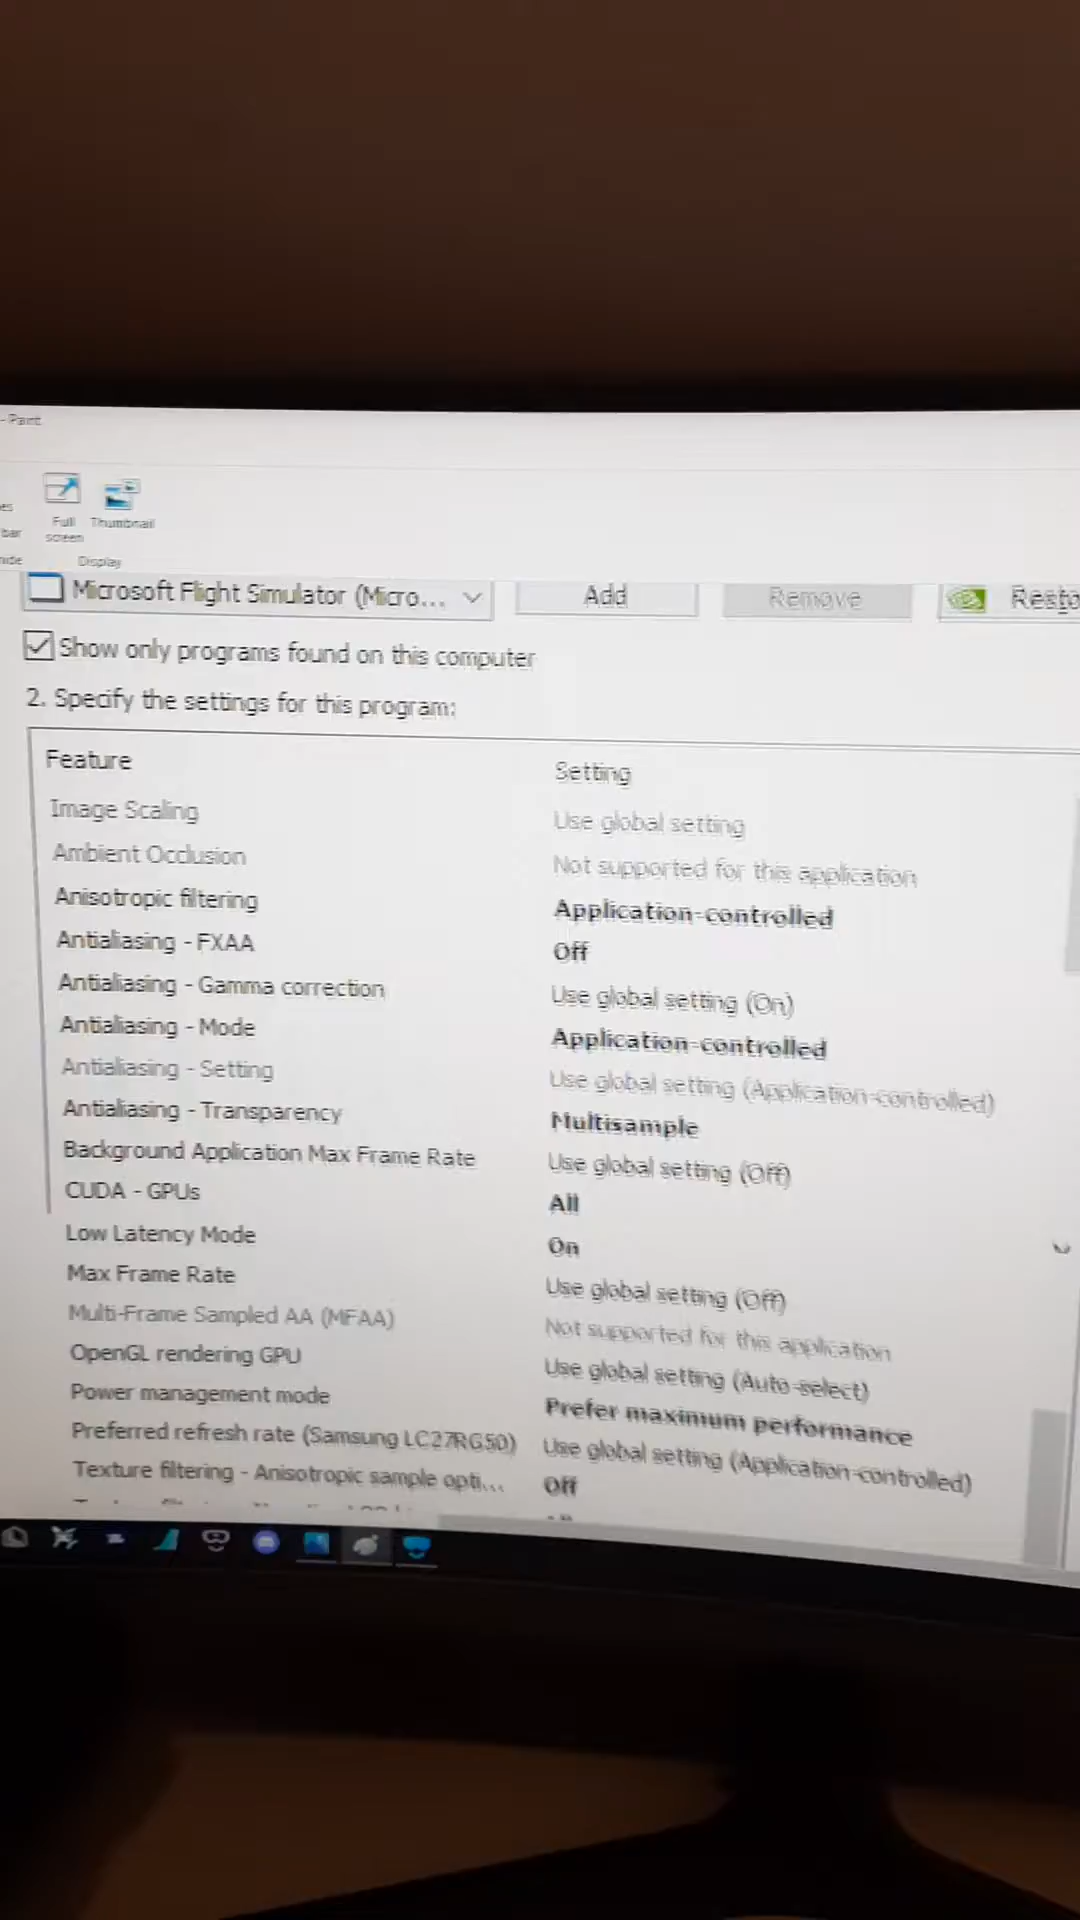 - Paint
es
Full Thumbnail
bar screen
Display
Microsoft Flight Simulator (Micro... Add Remove Resto
Show only programs found on this computer
2. Specify the settings for this program:
Feature Setting
Image Scaling Use global setting
Ambient Occlusion Not supported for this application
Anisotropic filtering Application-controlled
Antialiasing - FXAA Off
Antialiasing - Gamma correction Use global setting (On)
Antialiasing - Mode Application-controlled
Antialiasing - Setting Use global setting (Application-controlled)
Antialiasing - Transparency Multisample
Background Application Max Frame Rate Use global setting (Off)
CUDA - GPUs All
Low Latency Mode On
Max Frame Rate Use global setting (Off)
Multi-Frame Sampled AA (MFAA) Not supported for this application
OpenGL rendering GPU Use global setting (Auto-select)
Power management mode Prefer maximum performance
Preferred refresh rate (Samsung LC27RG50) Use global setting (Application-controlled)
Texture filtering - Anisotropic sample opti... Off